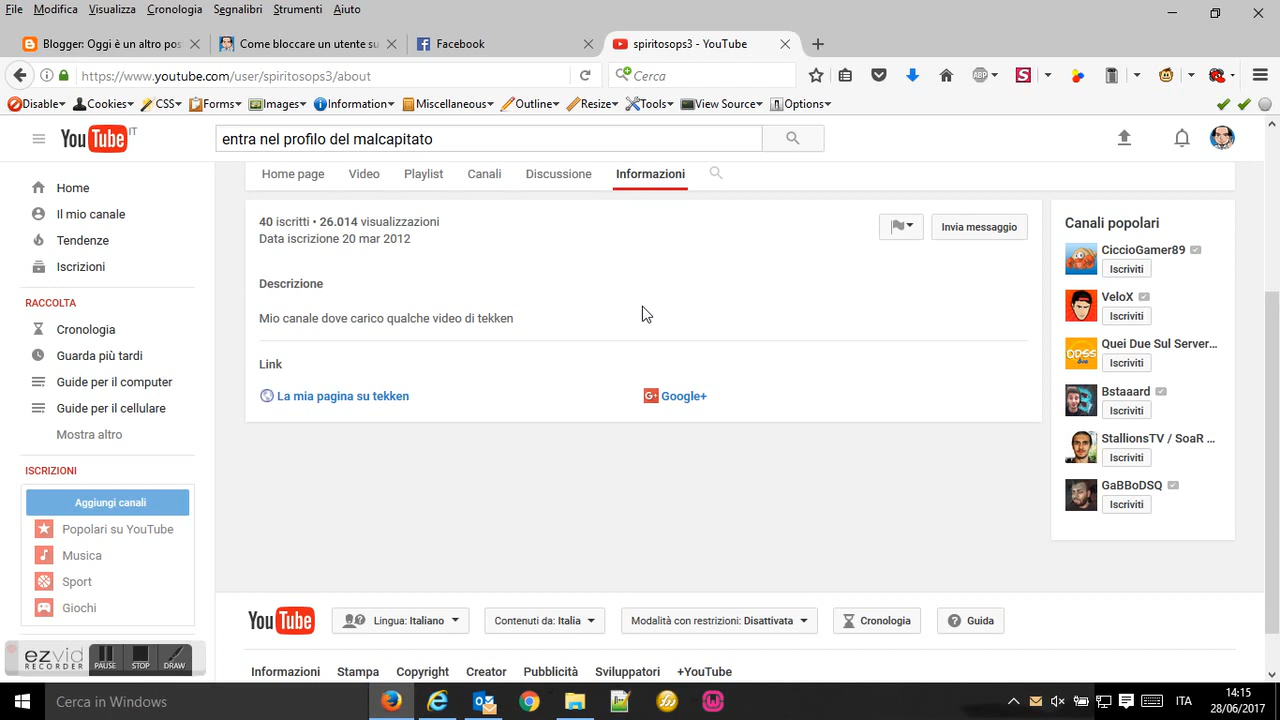 File Modifica Visualizza Cronologia Segnalibri Strumenti Aiuto
Blogger: Oggi è un altro pos
Come bloccare un utente su
Facebook
spiritosops3 - YouTube
https://www.youtube.com/user/spiritosops3/about
Cerca
ABP
Disable Cookies CSS Forms Images Information Miscellaneous Outline Resize Tools View Source Options
YouTube IT
entra nel profilo del malcapitato
Home page Video Playlist Canali Discussione Informazioni
Home
Il mio canale
Tendenze
Iscrizioni
RACCOLTA
Cronologia
Guarda più tardi
Guide per il computer
Guide per il cellulare
Mostra altro
ISCRIZIONI
Aggiungi canali
Popolari su YouTube
Musica
Sport
Giochi
40 iscritti • 26.014 visualizzazioni
Data iscrizione 20 mar 2012
Invia messaggio
Descrizione
Mio canale dove carico qualche video di tekken
Link
La mia pagina su tekken
Google+
Canali popolari
CiccioGamer89
Iscriviti
VeloX
Iscriviti
Quei Due Sul Server...
Iscriviti
Bstaaard
Iscriviti
StallionsTV / SoaR ...
Iscriviti
GaBBoDSQ
Iscriviti
YouTube
Lingua: Italiano
Contenuti da: Italia
Modalità con restrizioni: Disattivata
Cronologia
Guida
Informazioni Stampa Copyright Creator Pubblicità Sviluppatori +YouTube
ezvid
RECORDER
PAUSE STOP DRAW
Cerca in Windows
ITA
14:15
28/06/2017